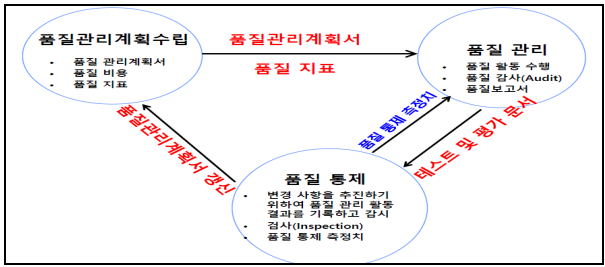 품질관리계획수립
• 품질 관리계획서
• 품질 비용
• 품질 지표
품질관리계획서
품질 지표
품질 관리
• 품질 활동 수행
• 품질 감사(Audit)
• 품질보고서
품질 통제 측정치
테스트 및 평가 문서
품질관리계획서 갱신
품질 통제
• 변경 사항을 추진하기
위하여 품질 관리 활동
결과를 기록하고 감시
• 검사(Inspection)
• 품질 통제 측정치